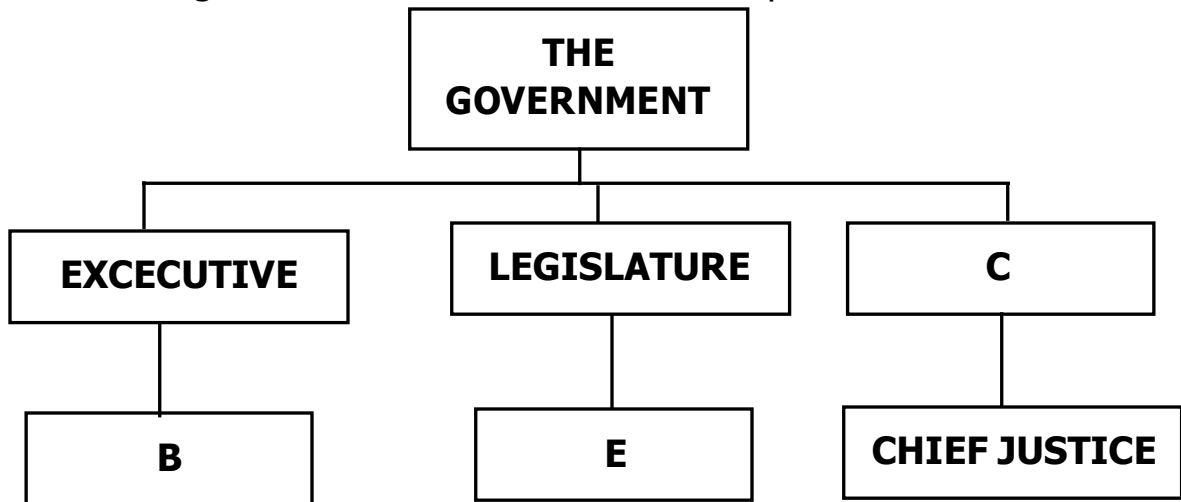 THE
GOVERNMENT
EXCECUTIVE
LEGISLATURE
C
B
E
CHIEF JUSTICE